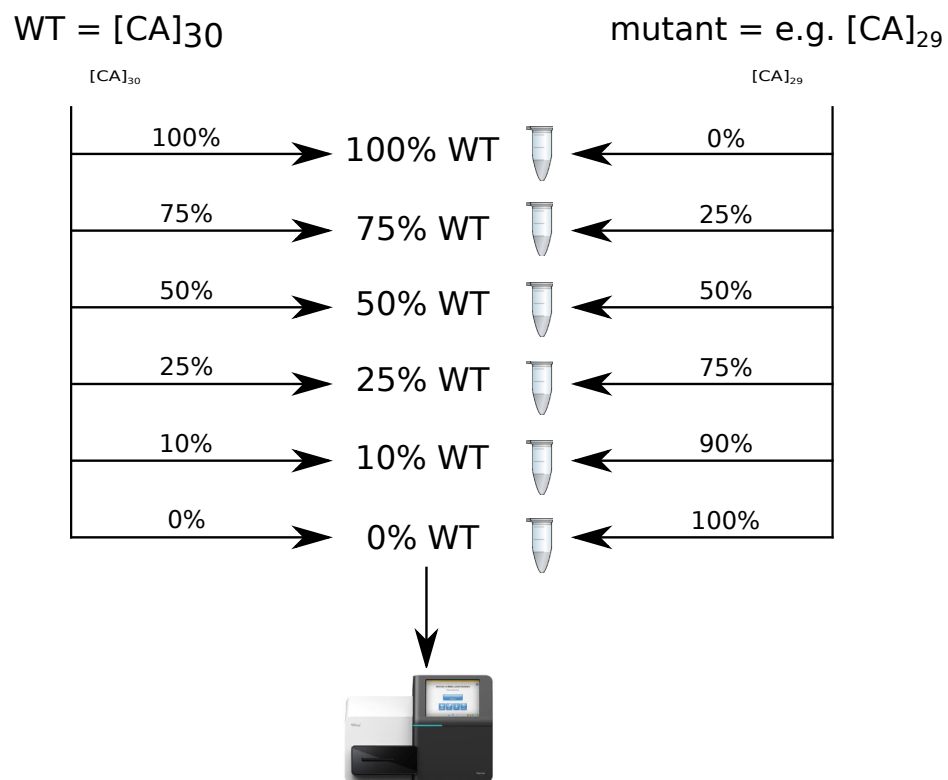 WT = [CA]30 mutant = e.g. [CA]29
[CA]30 [CA]29
100% 100% WT 0%
75% 75% WT 25%
50% 50% WT 50%
25% 25% WT 75%
10% 10% WT 90%
0% 0% WT 100%